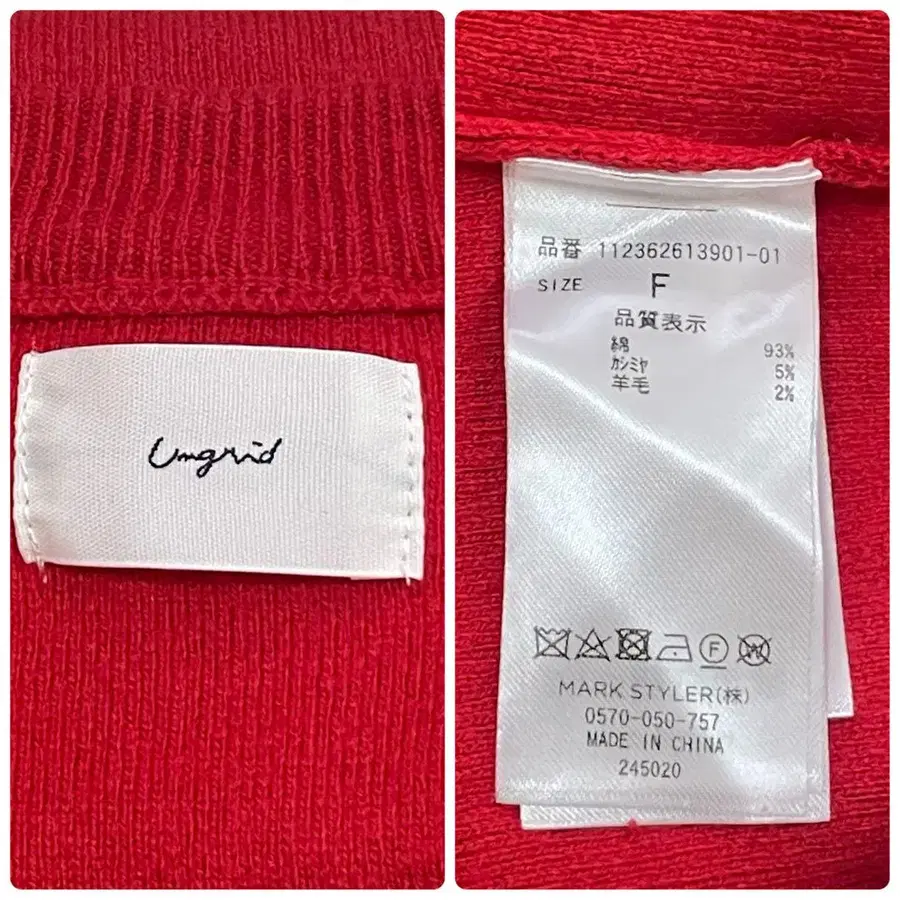 Ungrid
品番 112362613901-01
SIZE F
品質表示
綿 93%
カシミヤ 5%
羊毛 2%
F W
MARK STYLER(株)
0570-050-757
MADE IN CHINA
245020